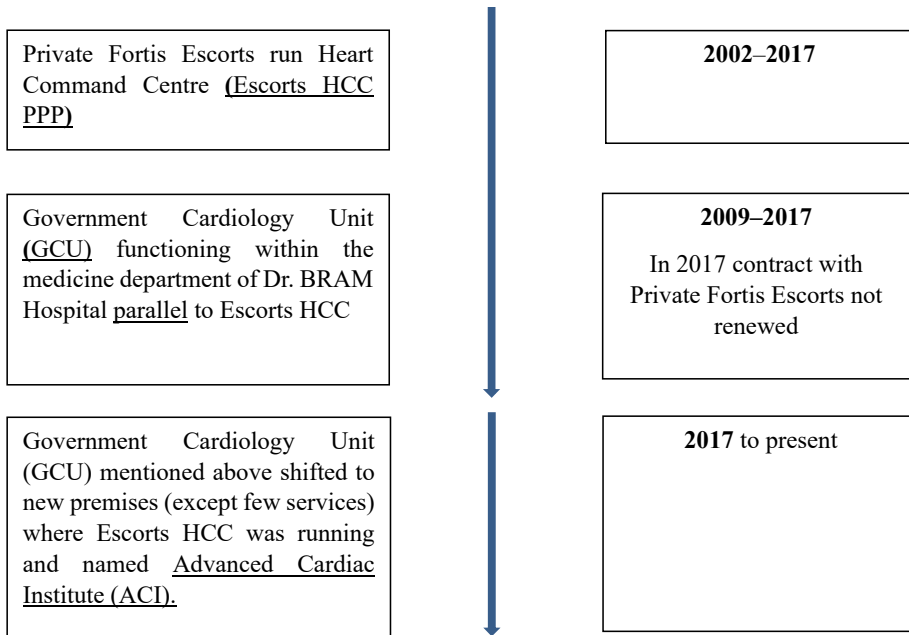 Private Fortis Escorts run Heart
Command Centre (Escorts HCC
PPP)
2002–2017
Government Cardiology Unit
(GCU) functioning within the
medicine department of Dr. BRAM
Hospital parallel to Escorts HCC
2009–2017
In 2017 contract with
Private Fortis Escorts not
renewed
Government Cardiology Unit
(GCU) mentioned above shifted to
new premises (except few services)
where Escorts HCC was running
and named Advanced Cardiac
Institute (ACI).
2017 to present